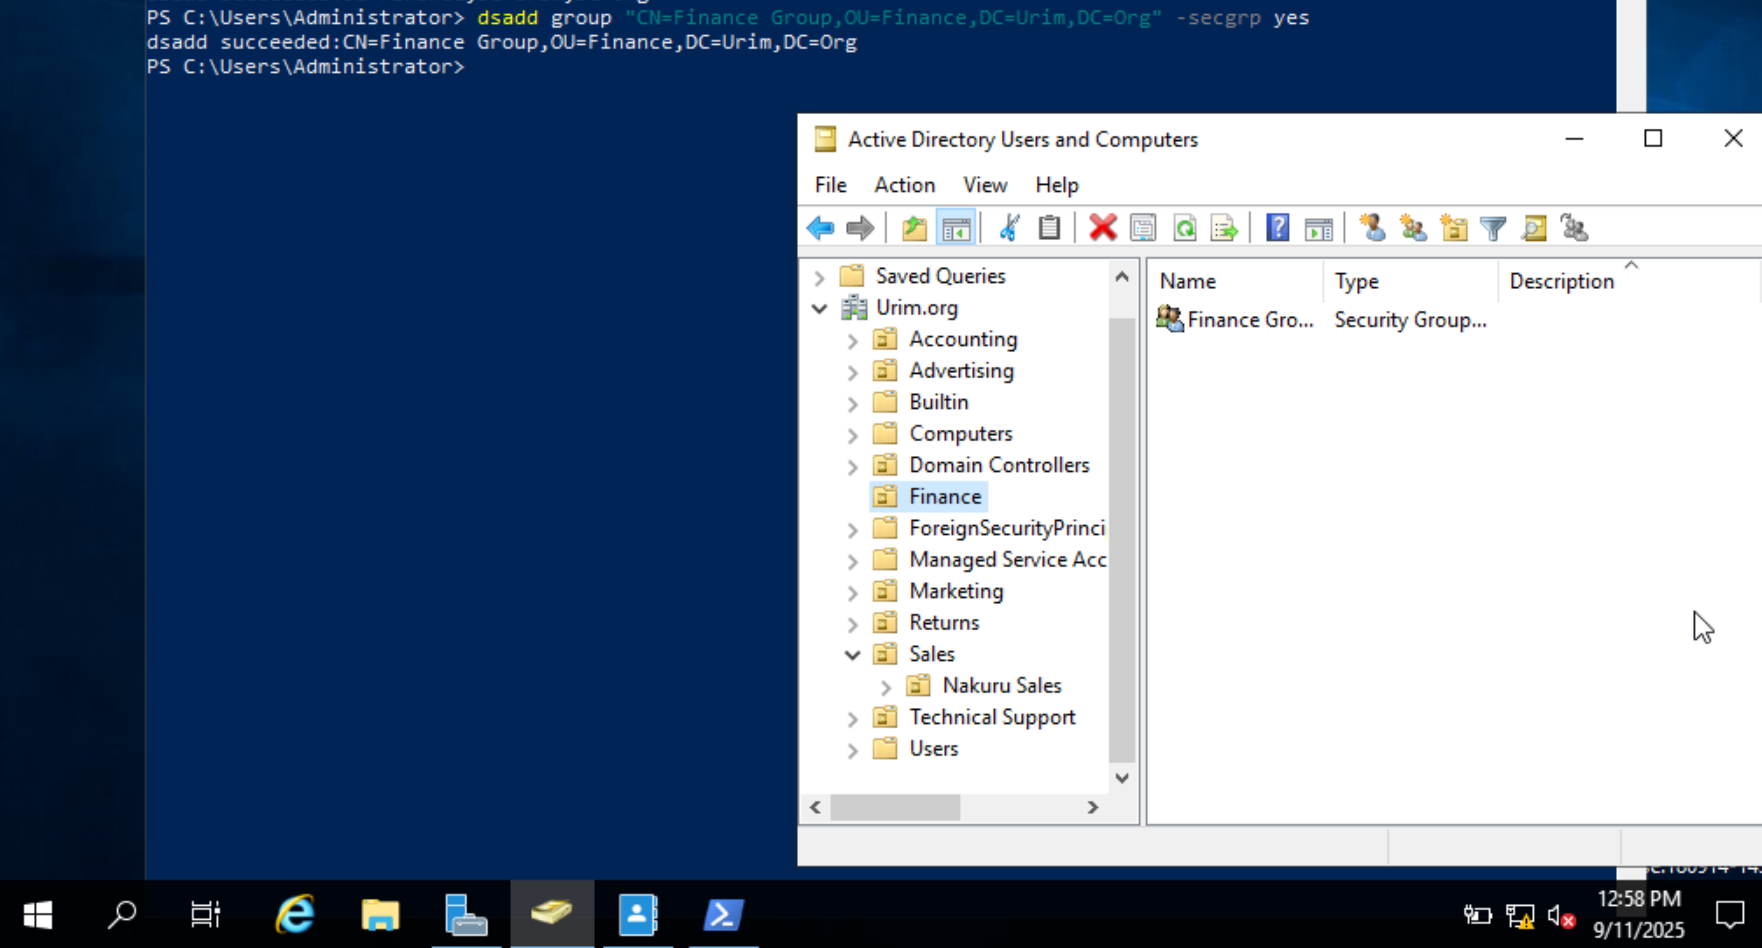 PS C:\Users\Administrator> dsadd group "CN=Finance Group,OU=Finance,DC=Urim,DC=Org" -secgrp yes
dsadd succeeded:CN=Finance Group,OU=Finance,DC=Urim,DC=Org
PS C:\Users\Administrator>
Active Directory Users and Computers
File Action View Help
Name Type Description
Finance Gro... Security Group...
Saved Queries
Urim.org
Accounting
Advertising
Builtin
Computers
Domain Controllers
Finance
ForeignSecurityPrinci
Managed Service Acc
Marketing
Returns
Sales
Nakuru Sales
Technical Support
Users
12:58 PM
9/11/2025